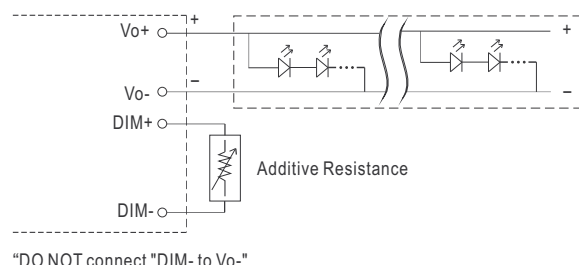 Vo+
+
+
Vo-
−
−
DIM+
Additive Resistance
DIM-
“DO NOT connect "DIM- to Vo-"